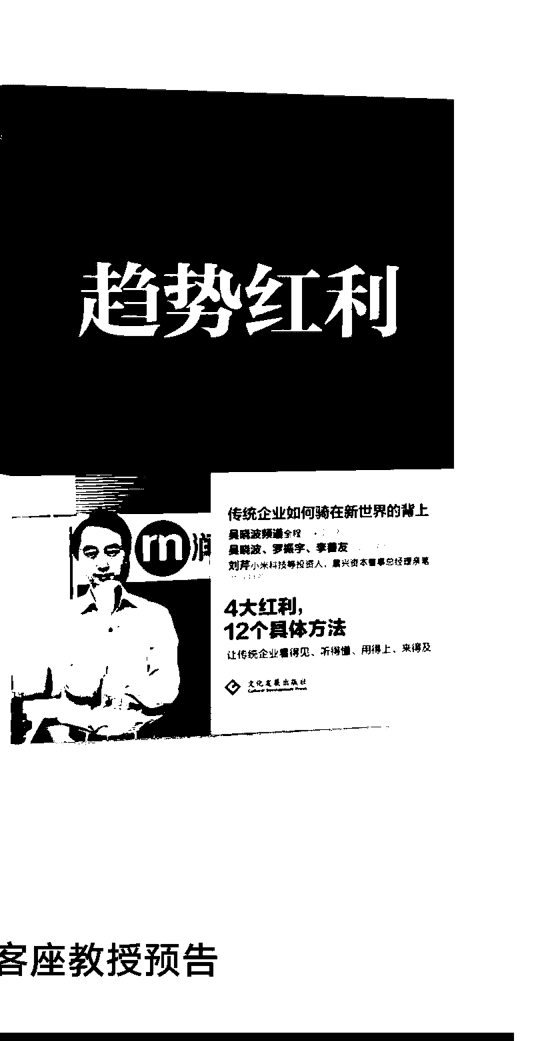 趋势红利
传统企业如何骑在新世界的背上
吴晓波频道全程
吴晓波、罗振宇、李善友
刘芹小米科技等投资人,晨兴资本董事总经理亲笔
rn 润
4大红利,
12个具体方法
让传统企业看得见、听得懂、用得上、来得及
文化发展出版社
Cultural Development Press
客座教授预告